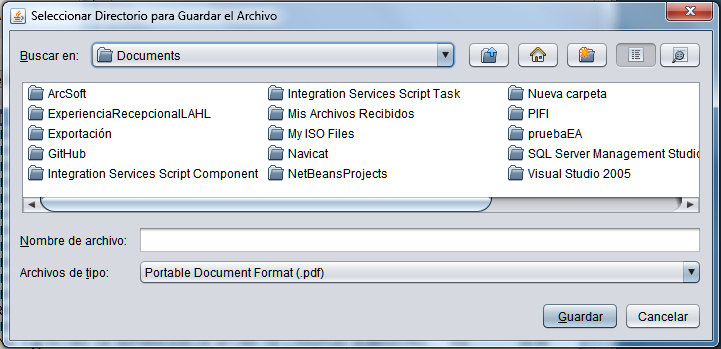 Seleccionar Directorio para Guardar el Archivo
Buscar en: Documents
ArcSoft
ExperienciaRecepcionalLAHL
Exportación
GitHub
Integration Services Script Component
Integration Services Script Task
Mis Archivos Recibidos
My ISO Files
Navicat
NetBeansProjects
Nueva carpeta
PIFI
pruebaEA
SQL Server Management Studio
Visual Studio 2005
Nombre de archivo:
Archivos de tipo: Portable Document Format (.pdf)
Guardar Cancelar